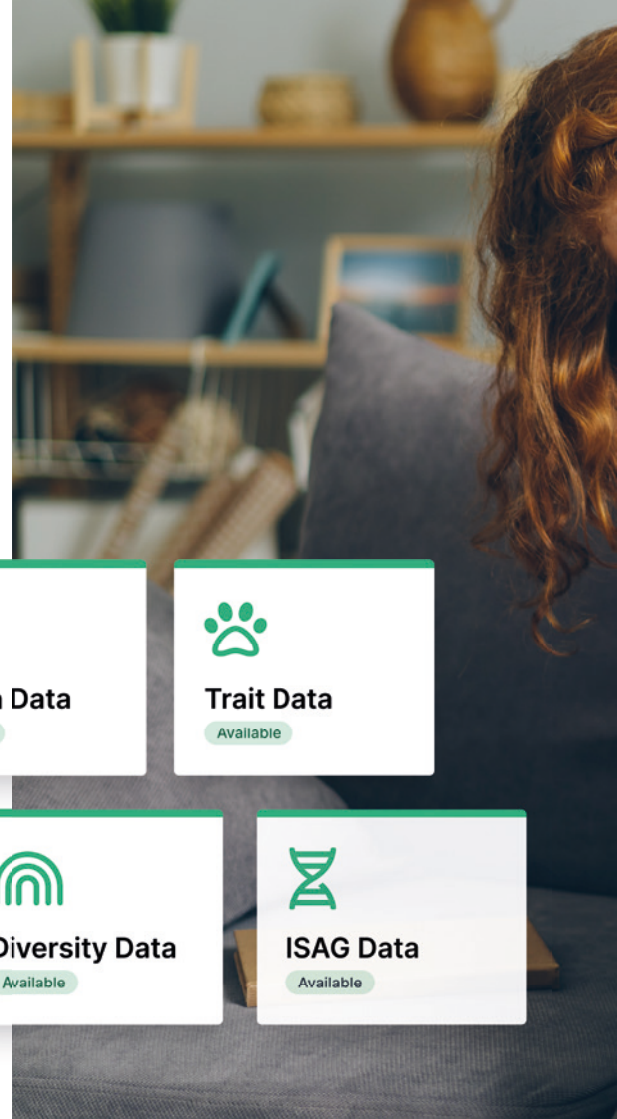 Data
Trait Data
Available
Diversity Data
Available
ISAG Data
Available